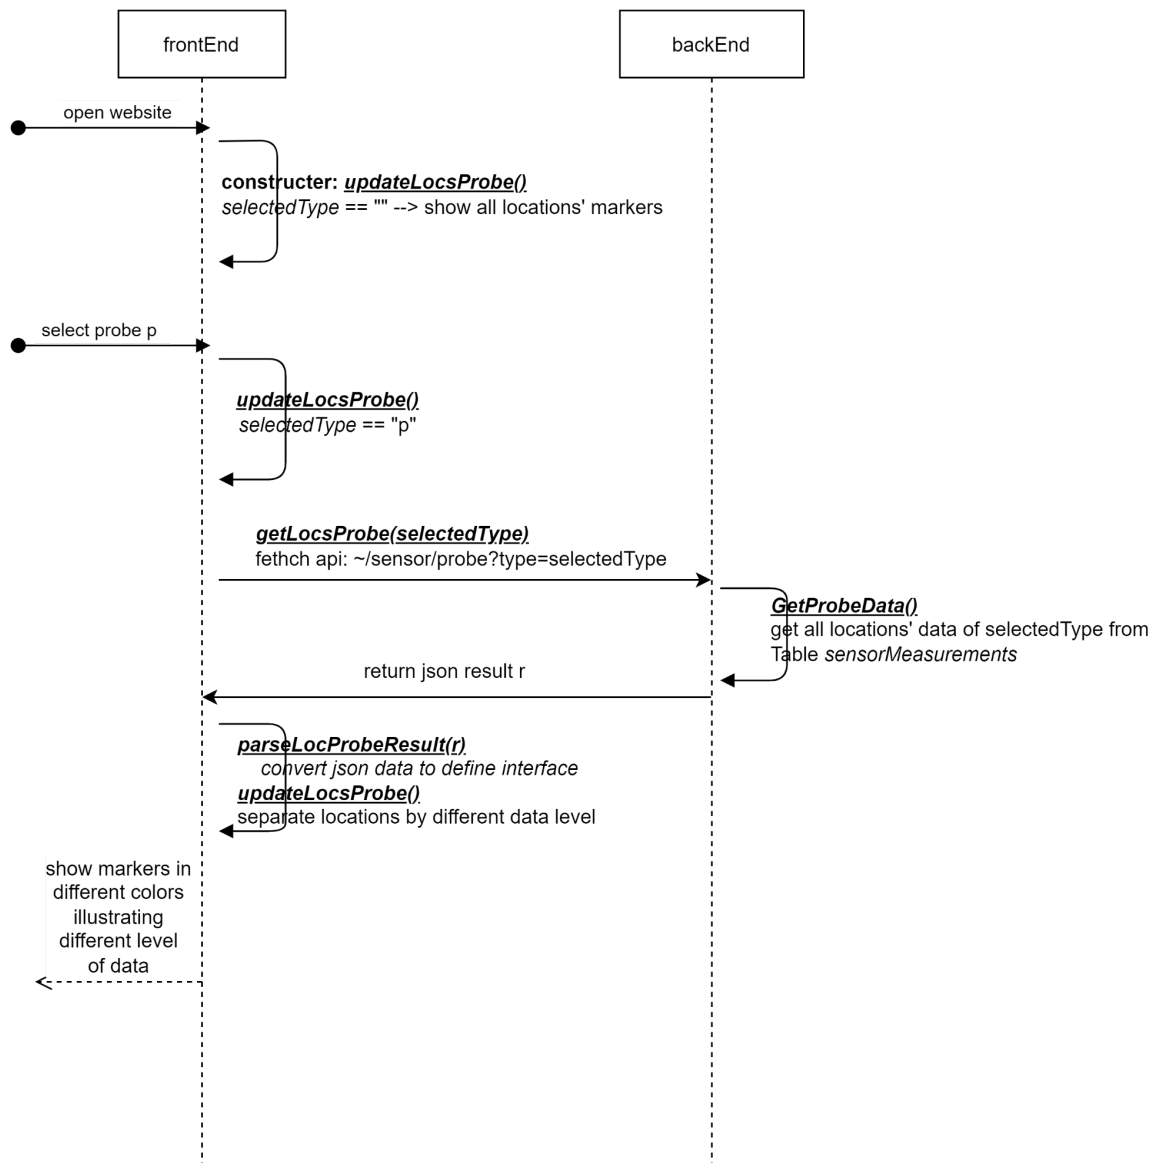 frontEnd
backEnd
open website
constructer: updateLocsProbe()
selectedType == "" --> show all locations' markers
select probe p
updateLocsProbe()
selectedType == "p"
getLocsProbe(selectedType)
fethch api: ~/sensor/probe?type=selectedType
GetProbeData()
get all locations' data of selectedType from
Table sensorMeasurements
return json result r
parseLocProbeResult(r)
convert json data to define interface
updateLocsProbe()
separate locations by different data level
show markers in
different colors
illustrating
different level
of data